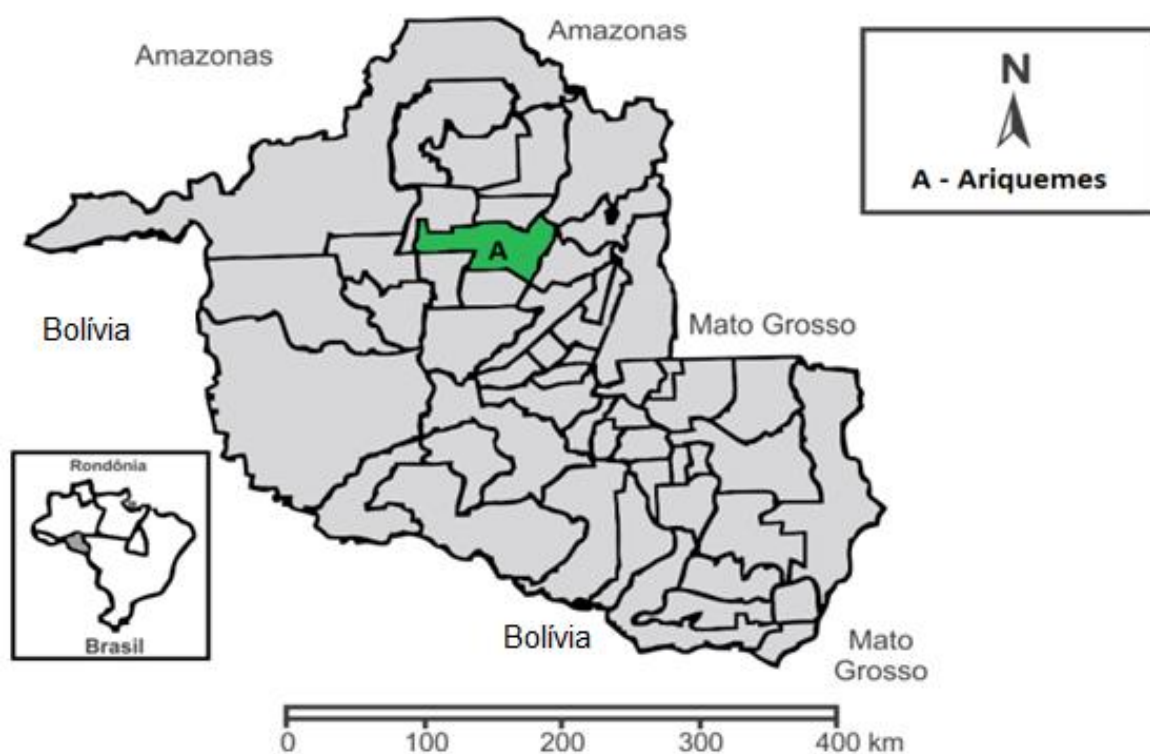 Amazonas
Amazonas
N
A - Ariquemes
A
Bolívia
Mato Grosso
Rondônia
Brasil
Bolívia
Mato
Grosso
0 100 200 300 400 km